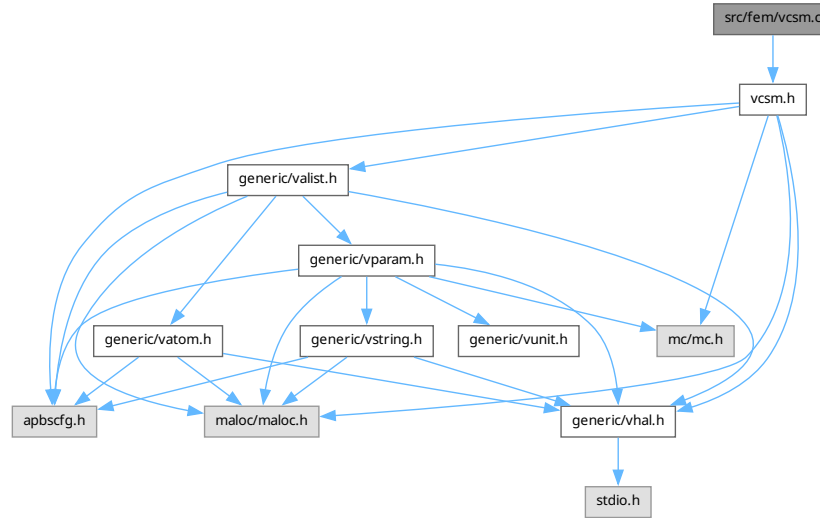 src/fem/vcsm.c
vcsm.h
generic/valist.h
generic/vparam.h
generic/vatom.h
generic/vstring.h
generic/vunit.h
mc/mc.h
apbscfg.h
maloc/maloc.h
generic/vhal.h
stdio.h